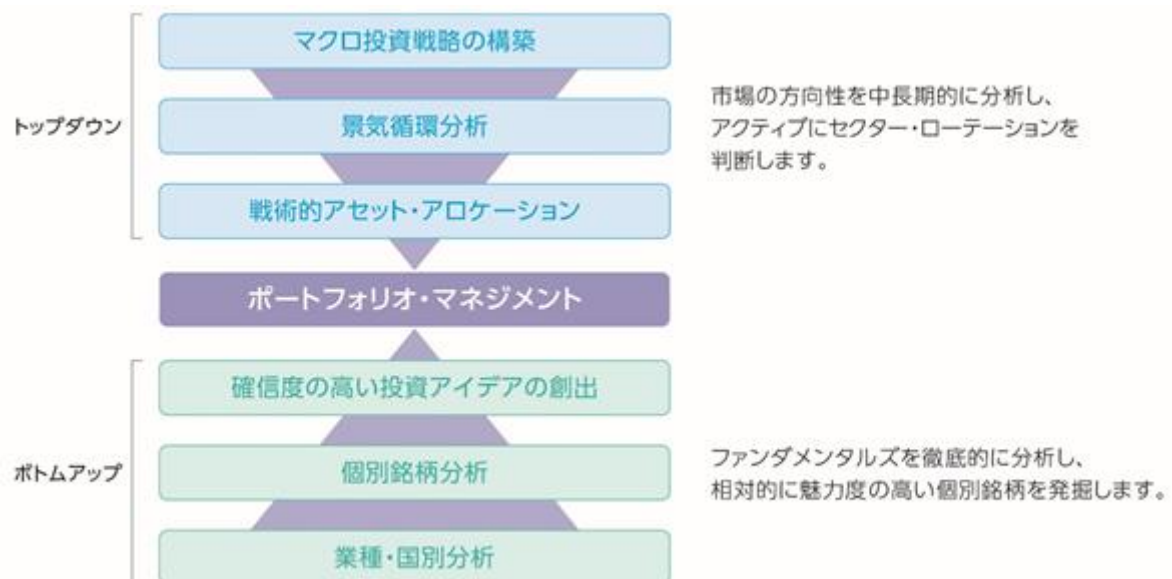 マクロ投資戦略の構築
トップダウン
景気循環分析
市場の方向性を中長期的に分析し、
アクティブにセクター・ローテーションを
判断します。
戦術的アセット・アロケーション
ポートフォリオ・マネジメント
確信度の高い投資アイデアの創出
ボトムアップ
個別銘柄分析
ファンダメンタルズを徹底的に分析し、
相対的に魅力度の高い個別銘柄を発掘します。
業種・国別分析